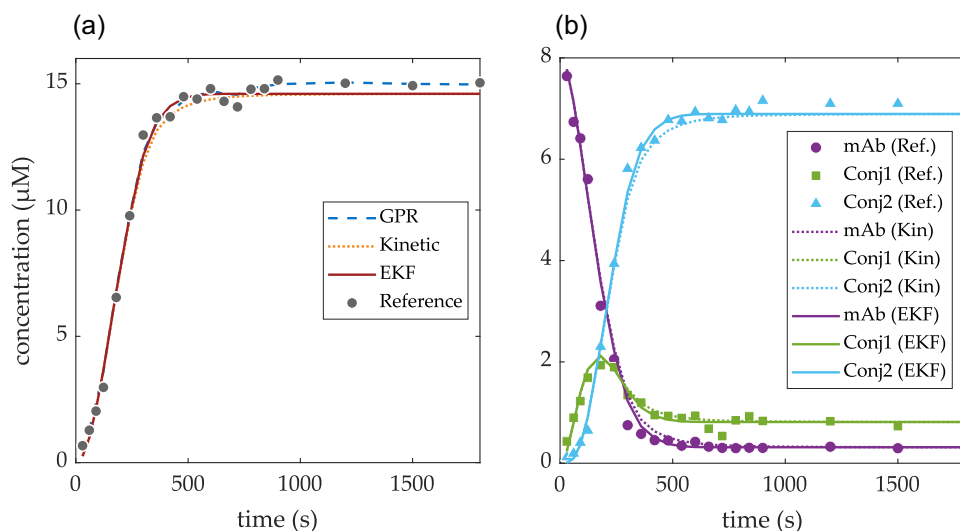 (a)
(b)
concentration (µM)
15
10
5
0
0
500
1000
1500
time (s)
GPR
Kinetic
EKF
Reference
8
6
4
2
0
0
500
1000
1500
time (s)
mAb (Ref.)
Conj1 (Ref.)
Conj2 (Ref.)
mAb (Kin)
Conj1 (Kin)
Conj2 (Kin)
mAb (EKF)
Conj1 (EKF)
Conj2 (EKF)